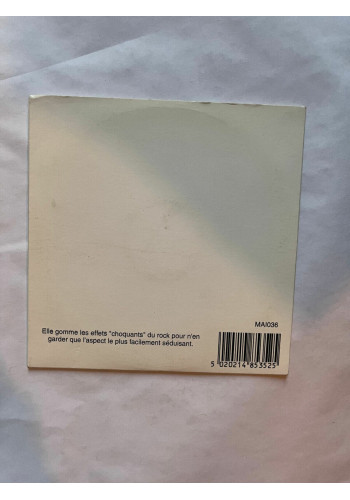 MAI036
Elle gomme les effets "choquants" du rock pour n'en
garder que l'aspect le plus facilement séduisant.
5 020214 853525